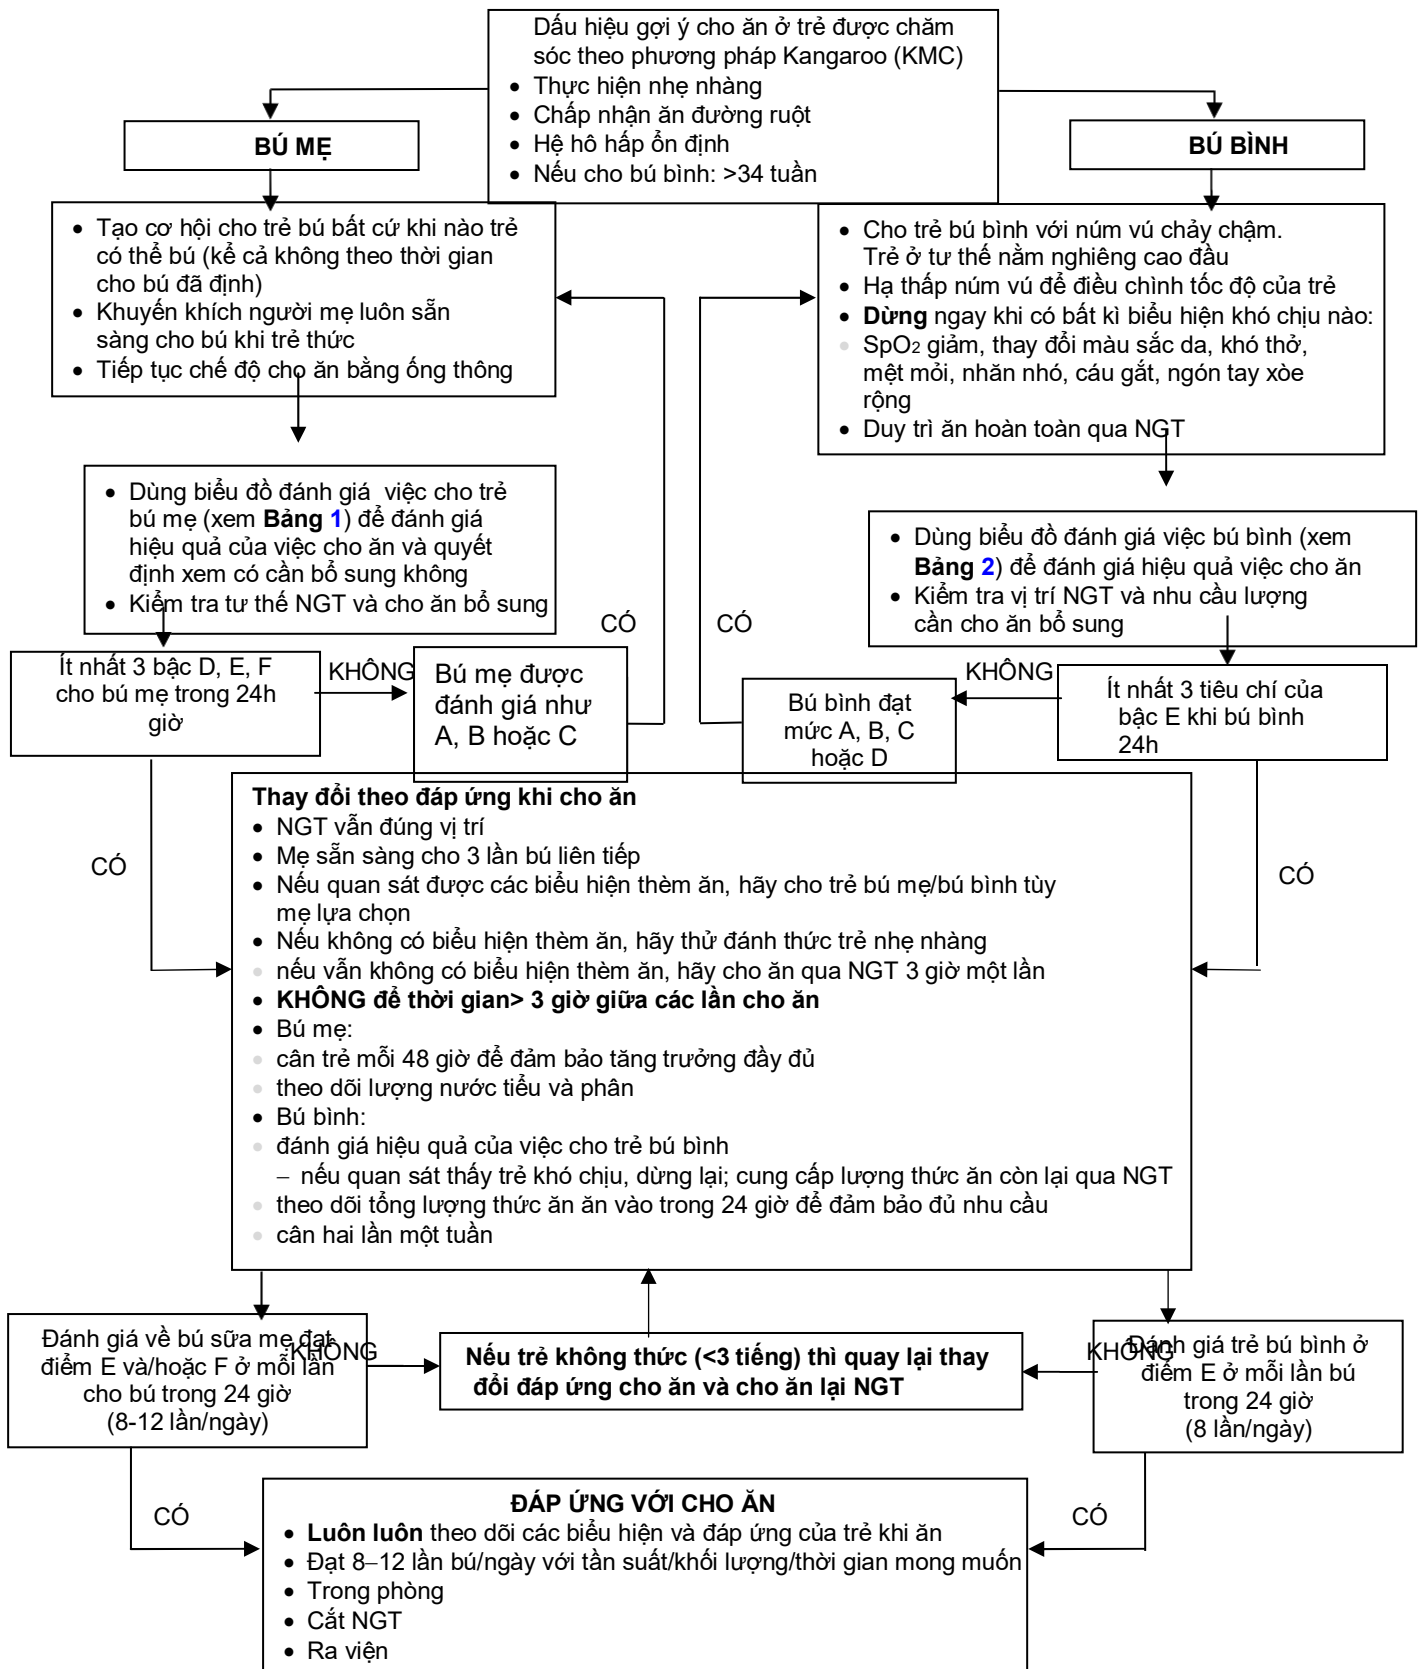 Dấu hiệu gợi ý cho ăn ở trẻ được chăm
sóc theo phương pháp Kangaroo (KMC)
• Thực hiện nhẹ nhàng
• Chấp nhận ăn đường ruột
• Hệ hô hấp ổn định
• Nếu cho bú bình: >34 tuần
BÚ MẸ
BÚ BÌNH
• Tạo cơ hội cho trẻ bú bất cứ khi nào trẻ
có thể bú (kể cả không theo thời gian
cho bú đã định)
• Khuyến khích người mẹ luôn sẵn
sàng cho bú khi trẻ thức
• Tiếp tục chế độ cho ăn bằng ống thông
• Cho trẻ bú bình với núm vú chảy chậm.
Trẻ ở tư thế nằm nghiêng cao đầu
• Hạ thấp núm vú để điều chỉnh tốc độ của trẻ
• Dừng ngay khi có bất kì biểu hiện khó chịu nào:
• SpO2 giảm, thay đổi màu sắc da, khó thở,
mệt mỏi, nhăn nhó, cáu gắt, ngón tay xòe
rộng
• Duy trì ăn hoàn toàn qua NGT
• Dùng biểu đồ đánh giá việc cho trẻ
bú mẹ (xem Bảng 1) để đánh giá
hiệu quả của việc cho ăn và quyết
định xem có cần bổ sung không
• Kiểm tra tư thế NGT và cho ăn bổ sung
• Dùng biểu đồ đánh giá việc bú bình (xem
Bảng 2) để đánh giá hiệu quả việc cho ăn
• Kiểm tra vị trí NGT và nhu cầu lượng
cần cho ăn bổ sung
CÓ
CÓ
Ít nhất 3 bậc D, E, F
cho bú mẹ trong 24h
giờ
KHÔNG
Bú mẹ được
đánh giá như
A, B hoặc C
Bú bình đạt
mức A, B, C
hoặc D
KHÔNG
Ít nhất 3 tiêu chí của
bậc E khi bú bình
24h
CÓ
CÓ
Thay đổi theo đáp ứng khi cho ăn
• NGT vẫn đúng vị trí
• Mẹ sẵn sàng cho 3 lần bú liên tiếp
• Nếu quan sát được các biểu hiện thèm ăn, hãy cho trẻ bú mẹ/bú bình tùy
mẹ lựa chọn
• Nếu không có biểu hiện thèm ăn, hãy thử đánh thức trẻ nhẹ nhàng
• nếu vẫn không có biểu hiện thèm ăn, hãy cho ăn qua NGT 3 giờ một lần
• KHÔNG để thời gian> 3 giờ giữa các lần cho ăn
• Bú mẹ:
• cân trẻ mỗi 48 giờ để đảm bảo tăng trưởng đầy đủ
• theo dõi lượng nước tiểu và phân
• Bú bình:
• đánh giá hiệu quả của việc cho trẻ bú bình
– nếu quan sát thấy trẻ khó chịu, dừng lại; cung cấp lượng thức ăn còn lại qua NGT
• theo dõi tổng lượng thức ăn ăn vào trong 24 giờ để đảm bảo đủ nhu cầu
• cân hai lần một tuần
Đánh giá về bú sữa mẹ đạt
điểm E và/hoặc F ở mỗi lần
cho bú trong 24 giờ
(8-12 lần/ngày)
KHÔNG
Nếu trẻ không thức (<3 tiếng) thì quay lại thay
đổi đáp ứng cho ăn và cho ăn lại NGT
KHÔNG
Đánh giá trẻ bú bình ở
điểm E ở mỗi lần bú
trong 24 giờ
(8 lần/ngày)
CÓ
CÓ
ĐÁP ỨNG VỚI CHO ĂN
• Luôn luôn theo dõi các biểu hiện và đáp ứng của trẻ khi ăn
• Đạt 8–12 lần bú/ngày với tần suất/khối lượng/thời gian mong muốn
• Trong phòng
• Cắt NGT
• Ra viện